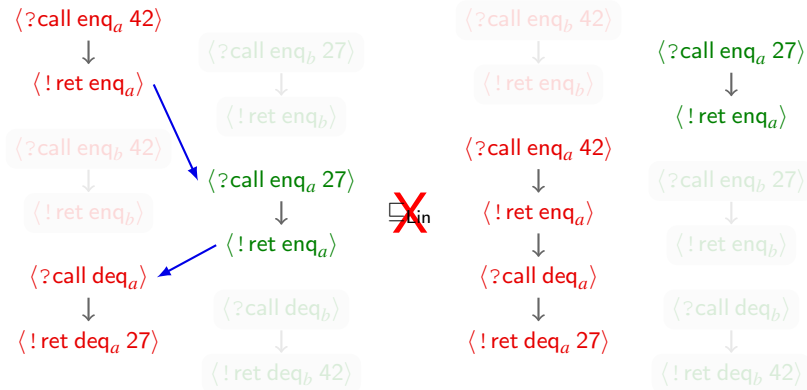 ⟨?call enq_a 42⟩
⟨!ret enq_a⟩
⟨?call enq_b 27⟩
⟨!ret enq_b⟩
⟨?call enq_b 42⟩
⟨!ret enq_b⟩
⟨?call enq_a 27⟩
⟨!ret enq_a⟩
⟨?call deq_a⟩
⟨!ret deq_a 27⟩
⟨?call deq_b⟩
⟨!ret deq_b 42⟩
⊑Lin
⟨?call enq_b 42⟩
⟨!ret enq_b⟩
⟨?call enq_a 27⟩
⟨!ret enq_a⟩
⟨?call enq_a 42⟩
⟨!ret enq_a⟩
⟨?call deq_a⟩
⟨!ret deq_a 27⟩
⟨?call enq_b 27⟩
⟨!ret enq_b⟩
⟨?call deq_b⟩
⟨!ret deq_b 42⟩